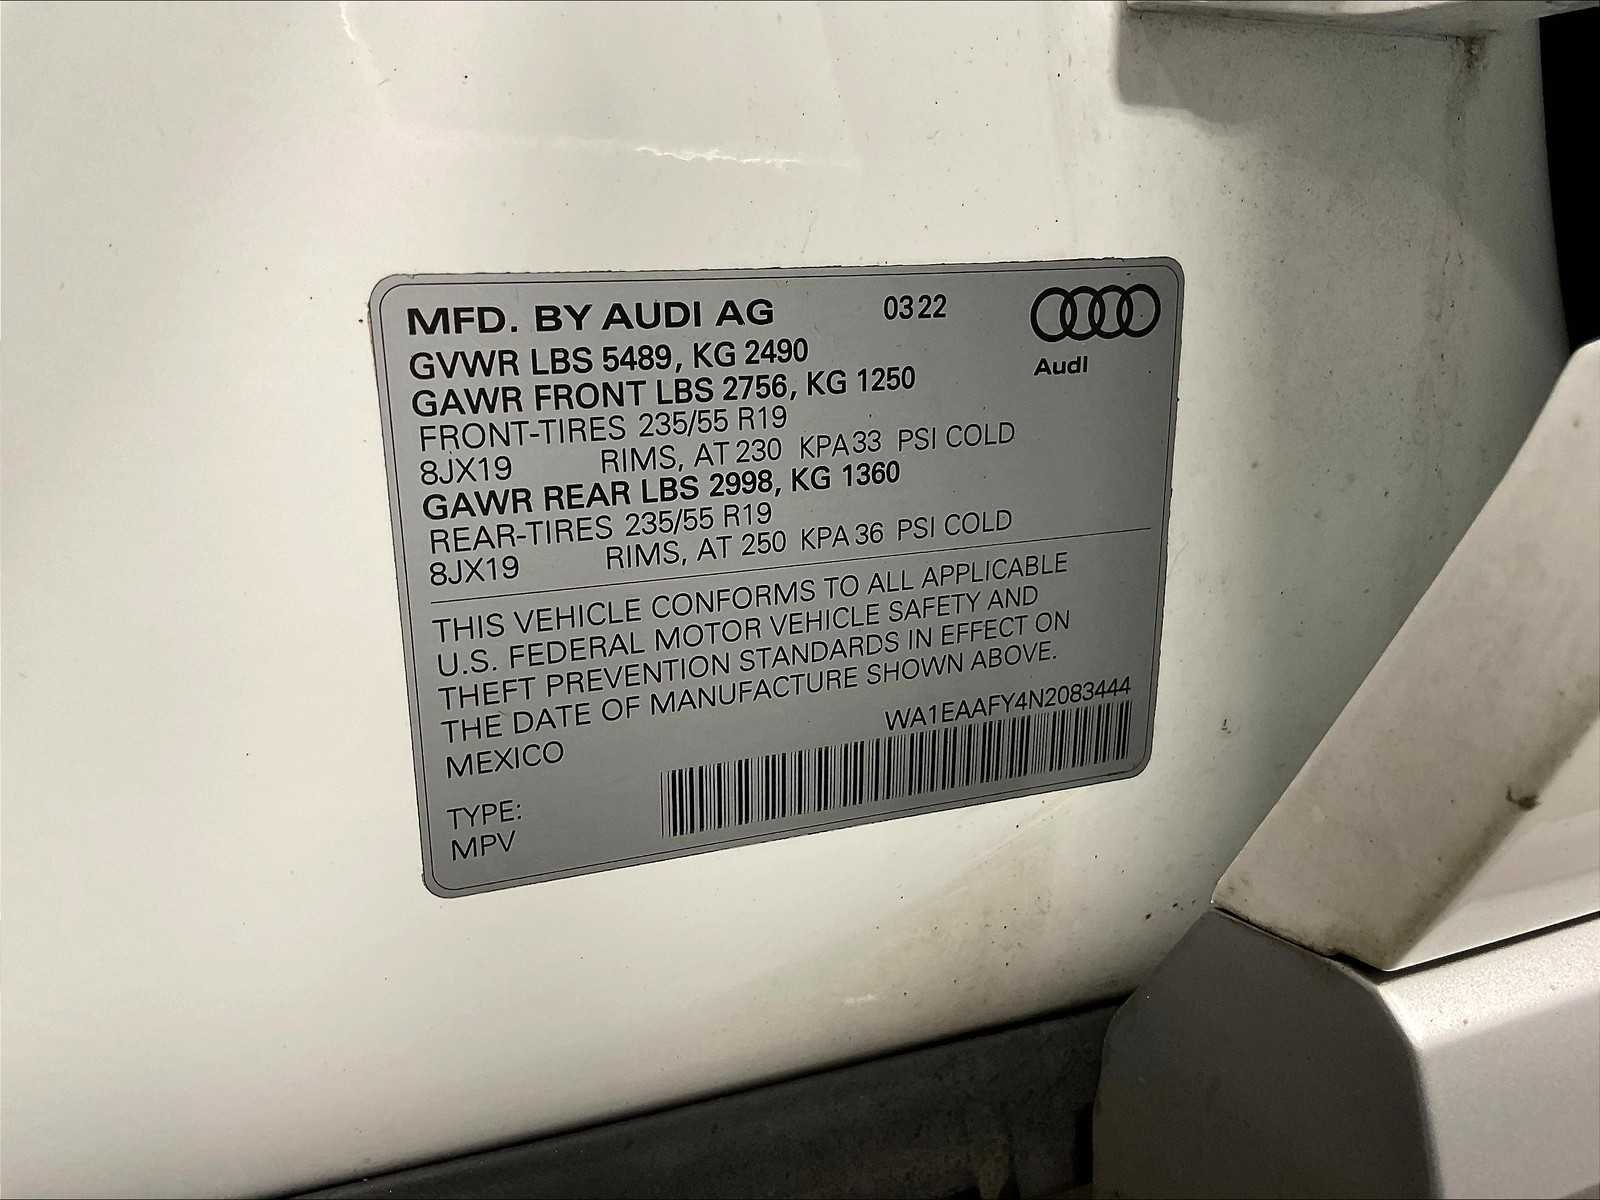 MFD. BY AUDI AG 03 22
Audi
GVWR LBS 5489, KG 2490
GAWR FRONT LBS 2756, KG 1250
FRONT-TIRES 235/55 R19
8JX19 RIMS, AT 230 KPA 33 PSI COLD
GAWR REAR LBS 2998, KG 1360
REAR-TIRES 235/55 R19
8JX19 RIMS, AT 250 KPA 36 PSI COLD
THIS VEHICLE CONFORMS TO ALL APPLICABLE
U.S. FEDERAL MOTOR VEHICLE SAFETY AND
THEFT PREVENTION STANDARDS IN EFFECT ON
THE DATE OF MANUFACTURE SHOWN ABOVE.
MEXICO WA1EAAFY4N2083444
TYPE:
MPV